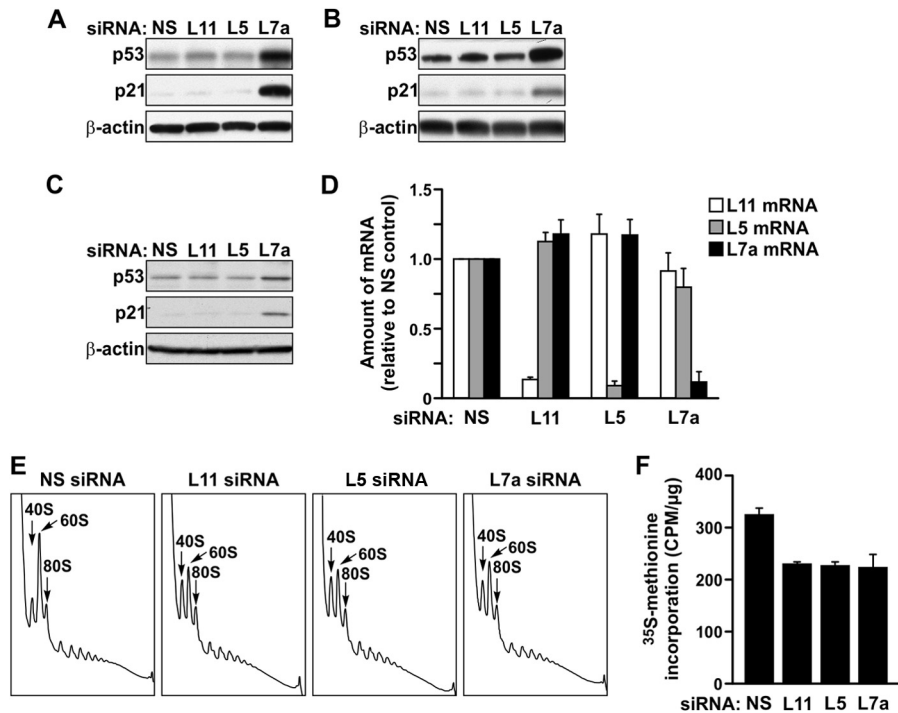 A
siRNA: NS L11 L5 L7a
p53
p21
β-actin
B
siRNA: NS L11 L5 L7a
p53
p21
β-actin
C
siRNA: NS L11 L5 L7a
p53
p21
β-actin
D
Amount of mRNA
(relative to NS control)
1.5
1.0
0.5
0
siRNA: NS L11 L5 L7a
L11 mRNA
L5 mRNA
L7a mRNA
E
NS siRNA
40S
60S
80S
L11 siRNA
40S
60S
80S
L5 siRNA
40S
60S
80S
L7a siRNA
40S
60S
80S
F
35S-methionine
incorporation (CPM/µg)
400
300
200
100
0
siRNA: NS L11 L5 L7a